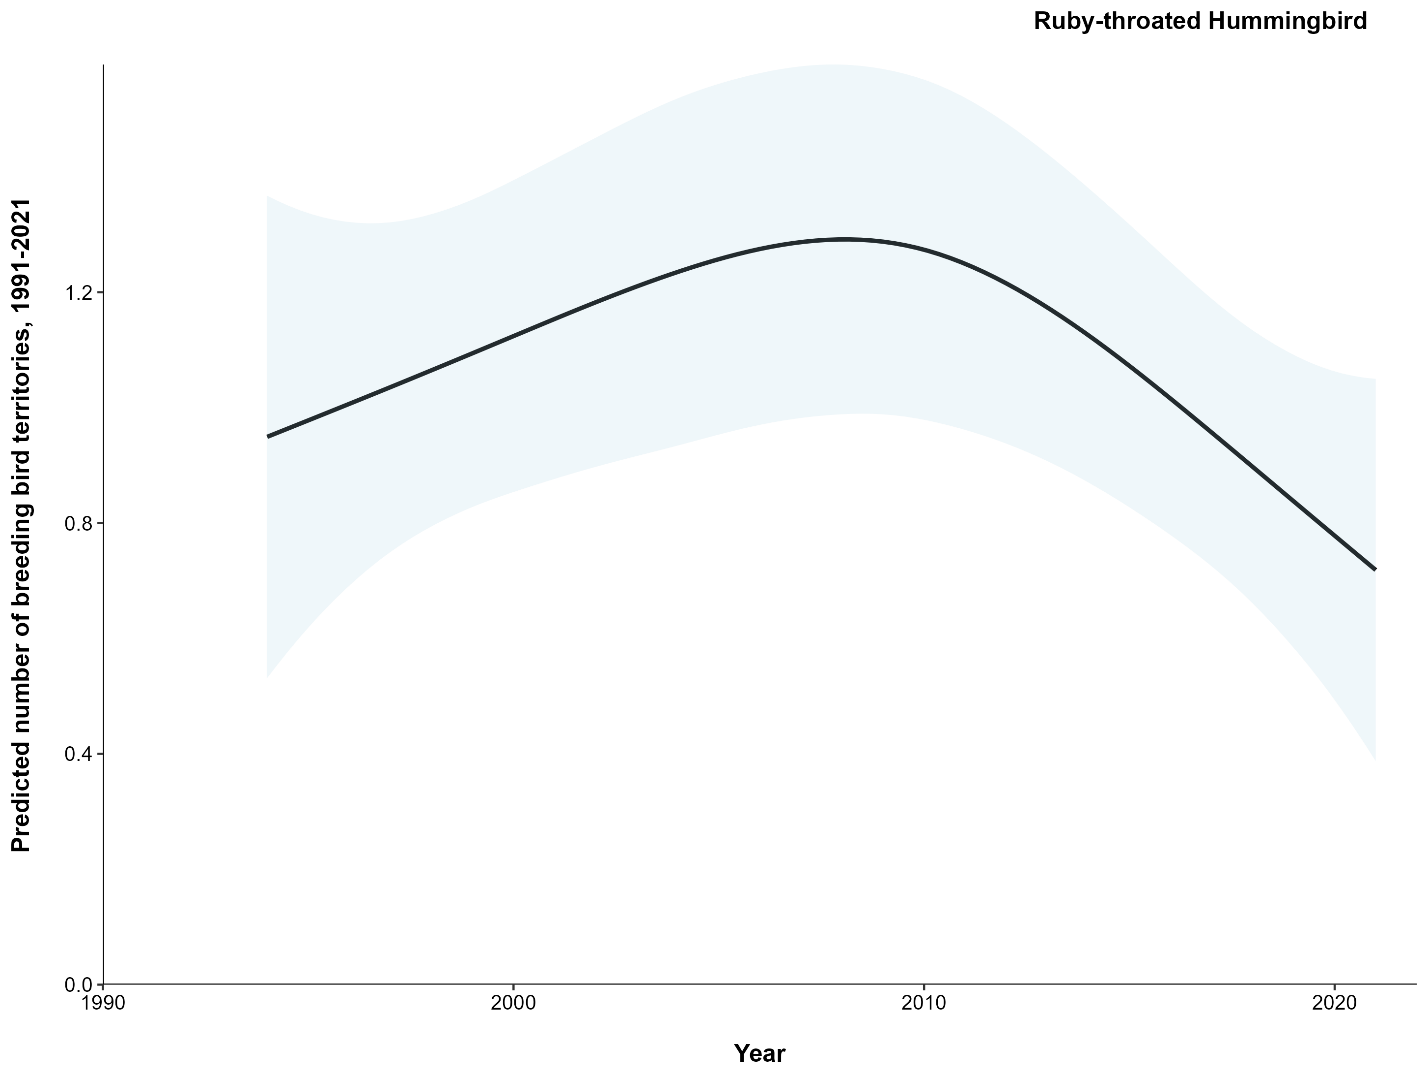 Ruby-throated Hummingbird
Predicted number of breeding bird territories, 1991-2021
1.2
0.8
0.4
0.0
1990
2000
2010
2020
Year